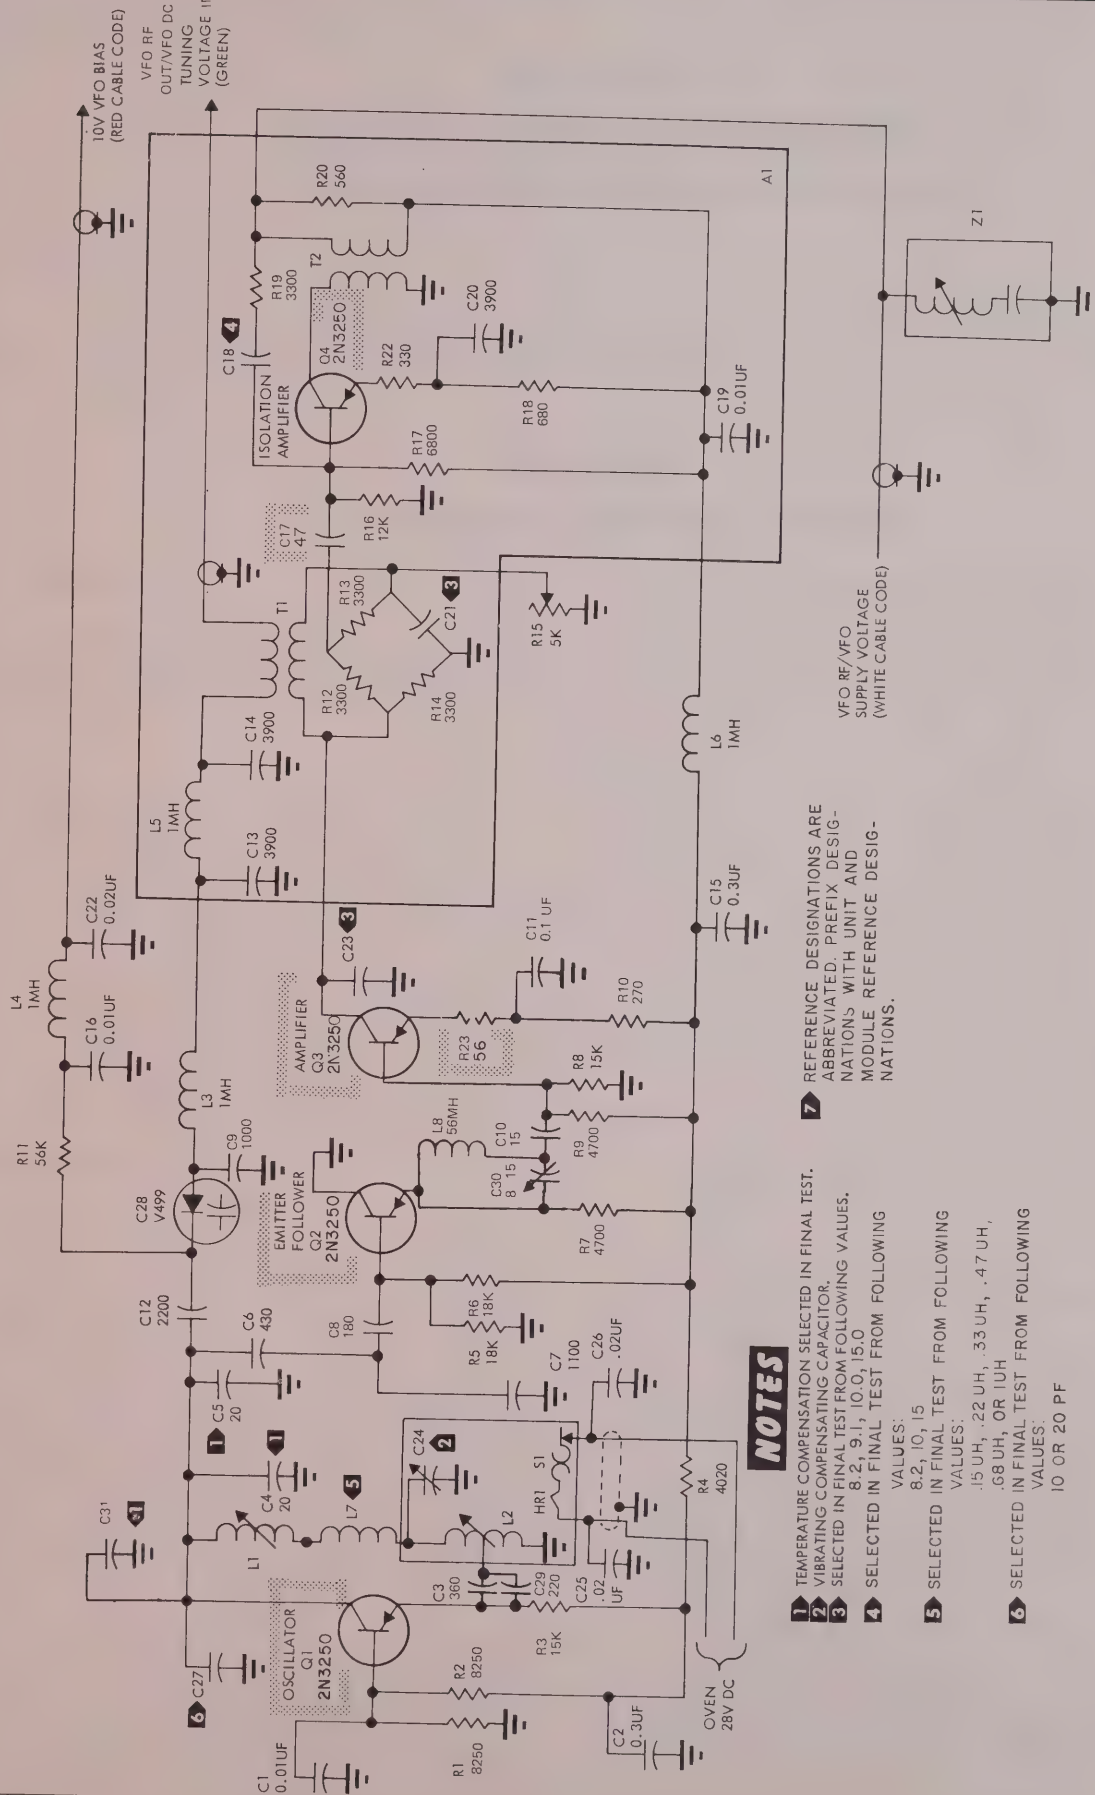 10V VFO BIAS
(RED CABLE CODE)
VFO RF
OUT/VFO DC
TUNING
VOLTAGE
(GREEN)
R11
56K
L4
1MH
C16
0.01UF
C22
0.02UF
C31
1
6 C27
C1
0.01UF
OSCILLATOR
Q1
2N3250
R1
8250
R2
8250
C2
0.3UF
R3
15K
L1
C4
20
1
1 C5
20
L7 5
C3
360
C29
220
C24
2
L2
HR1
S1
C25
.02
UF
C26
.02UF
OVEN
28V DC
R4
4020
C12
2200
C6
430
C8
180
C7
1100
R5
18K
R6
18K
C28
V499
C9
1000
EMITTER
FOLLOWER
Q2
2N3250
L3
1MH
R7
4700
C30
8 15
L8
56MH
C10
15
R9
4700
R8
15K
AMPLIFIER
Q3
2N3250
R23
56
C23 3
C11
0.1 UF
R10
270
C15
0.3UF
L5
1MH
C13
3900
C14
3900
T1
R12
3300
R13
3300
R14
3300
C21
3
R15
5K
L6
1MH
C17
47
R16
12K
R17
6800
ISOLATION
AMPLIFIER
C18 4
Q4
2N3250
R22
330
R18
680
C20
3900
C19
0.01UF
R19
3300
T2
R20
560
A1
Z1
VFO RF/VFO
SUPPLY VOLTAGE
(WHITE CABLE CODE)
NOTES
1 TEMPERATURE COMPENSATION SELECTED IN FINAL TEST.
2 VIBRATING COMPENSATING CAPACITOR.
3 SELECTED IN FINAL TEST FROM FOLLOWING VALUES.
8.2, 9.1, 10.0, 15.0
4 SELECTED IN FINAL TEST FROM FOLLOWING
VALUES:
8.2, 10, 15
5 SELECTED IN FINAL TEST FROM FOLLOWING
VALUES:
.15 UH, .22 UH, .33 UH, .47 UH,
.68 UH, OR 1UH
6 SELECTED IN FINAL TEST FROM FOLLOWING
VALUES:
10 OR 20 PF
7 REFERENCE DESIGNATIONS ARE
ABBREVIATED. PREFIX DESIG-
NATIONS WITH UNIT AND
MODULE REFERENCE DESIG-
NATIONS.